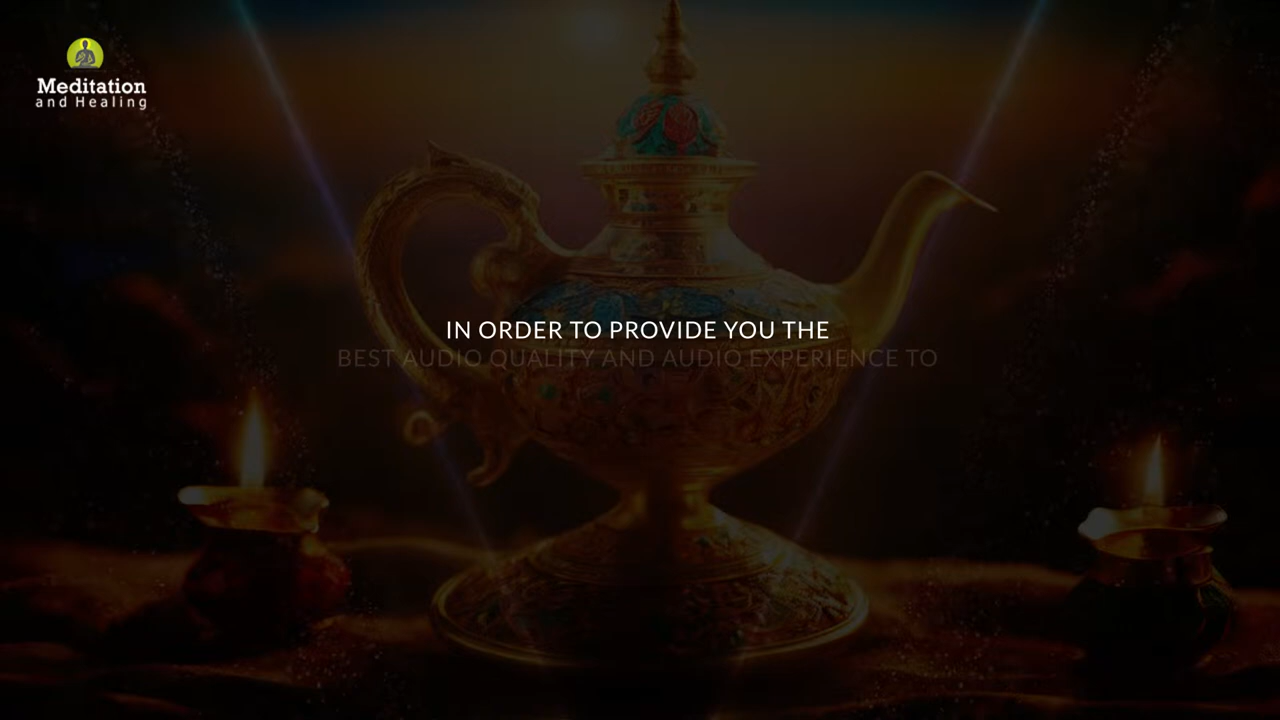 Meditation
and Healing
IN ORDER TO PROVIDE YOU THE
BEST AUDIO QUALITY AND AUDIO EXPERIENCE TO